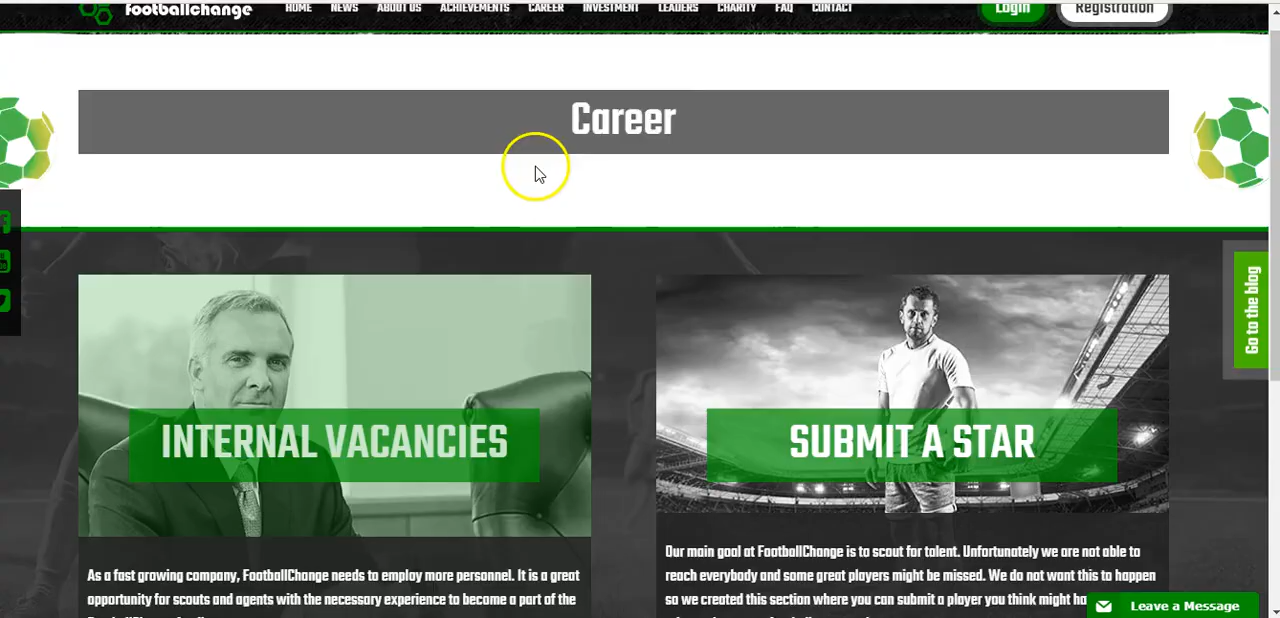 footballchange HOME NEWS ABOUT US ACHIEVEMENTS CAREER INVESTMENT LEADERS CHARITY FAQ CONTACT Login Registration
Career
Go to the blog
INTERNAL VACANCIES
SUBMIT A STAR
As a fast growing company, FootballChange needs to employ more personnel. It is a great
opportunity for scouts and agents with the necessary experience to become a part of the
Our main goal at FootballChange is to scout for talent. Unfortunately we are not able to
reach everybody and some great players might be missed. We do not want this to happen
so we created this section where you can submit a player you think might
Leave a Message